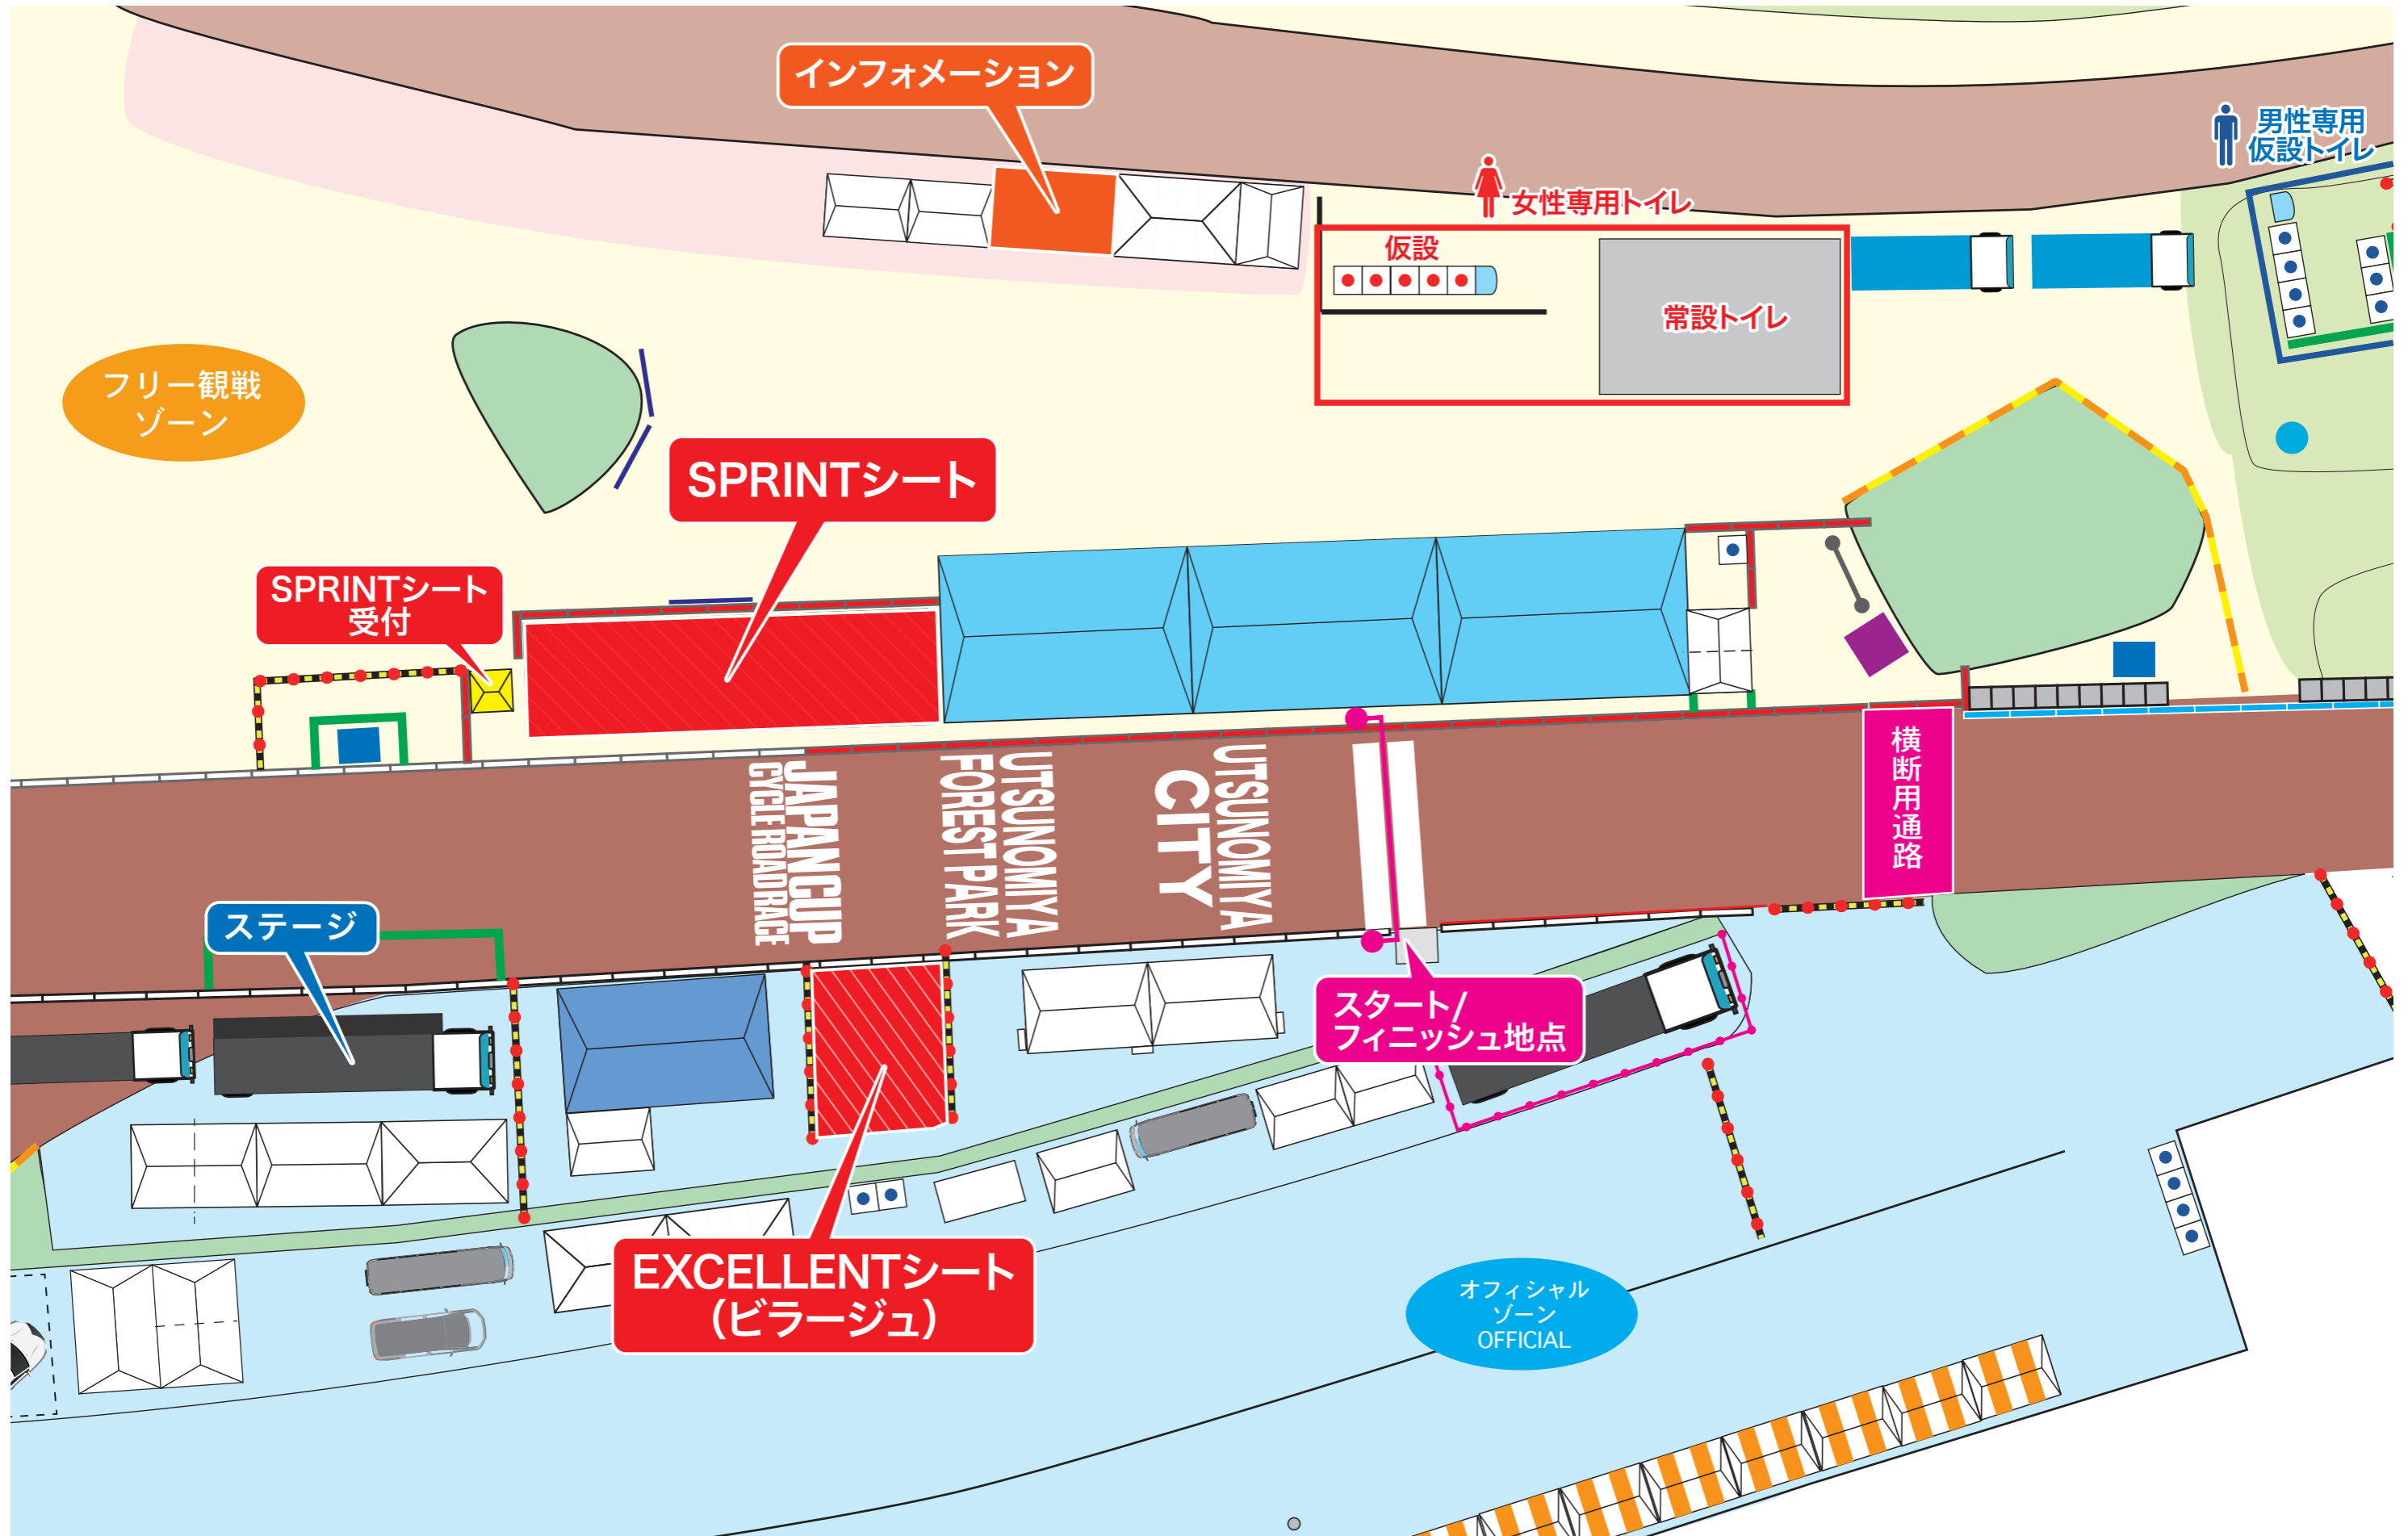 インフォメーション
男性専用
仮設トイレ
女性専用トイレ
仮設
常設トイレ
フリー観戦
ゾーン
SPRINTシート
SPRINTシート
受付
横断用通路
JAPAN CUP
CYCLE ROAD RACE
UTSUNOMIYA
FOREST PARK
UTSUNOMIYA
CITY
ステージ
スタート/
フィニッシュ地点
EXCELLENTシート
(ビラージュ)
オフィシャル
ゾーン
OFFICIAL